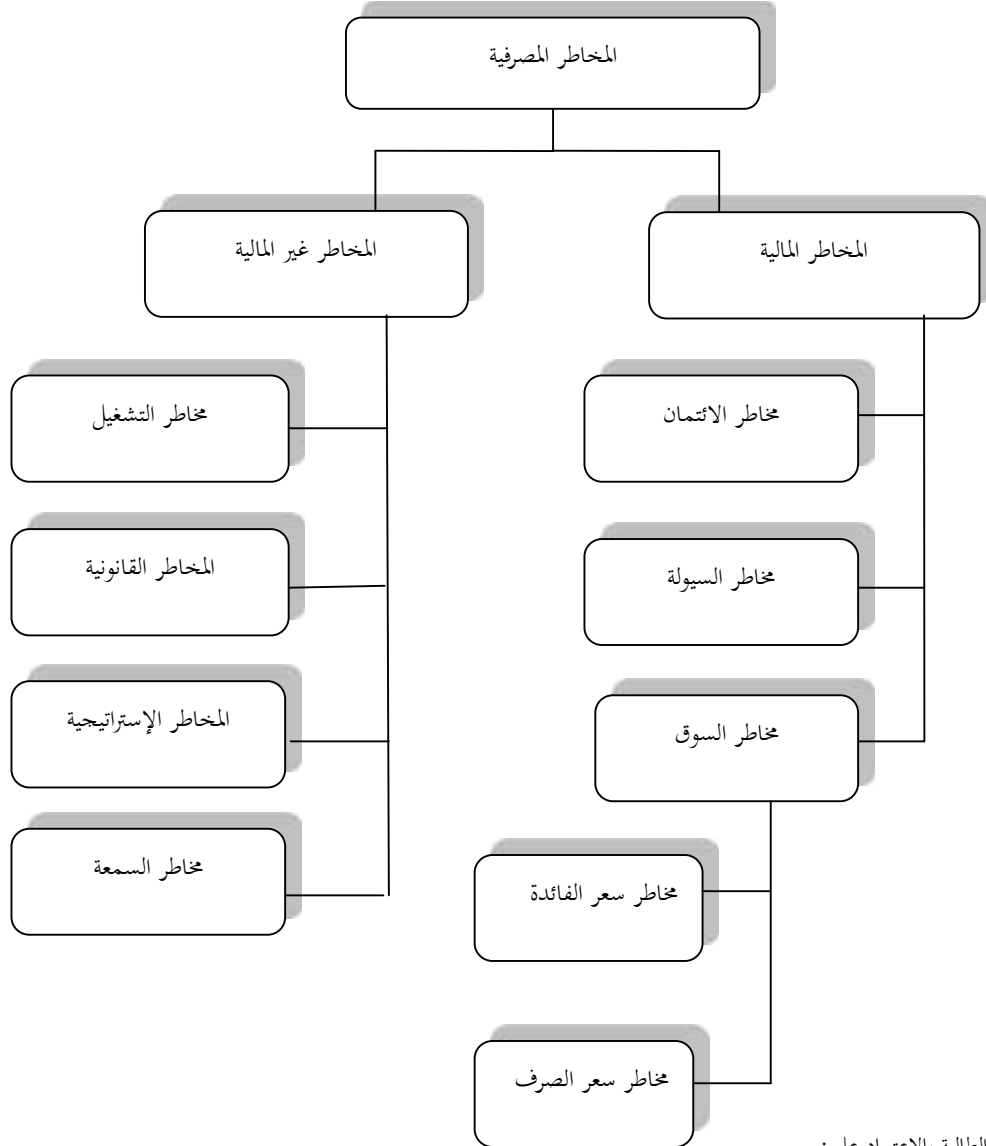 المخاطر المصرفية
المخاطر المالية
المخاطر غير المالية
مخاطر الائتمان
مخاطر التشغيل
مخاطر السيولة
المخاطر القانونية
مخاطر السوق
المخاطر الإستراتيجية
مخاطر سعر الفائدة
مخاطر السمعة
مخاطر سعر الصرف